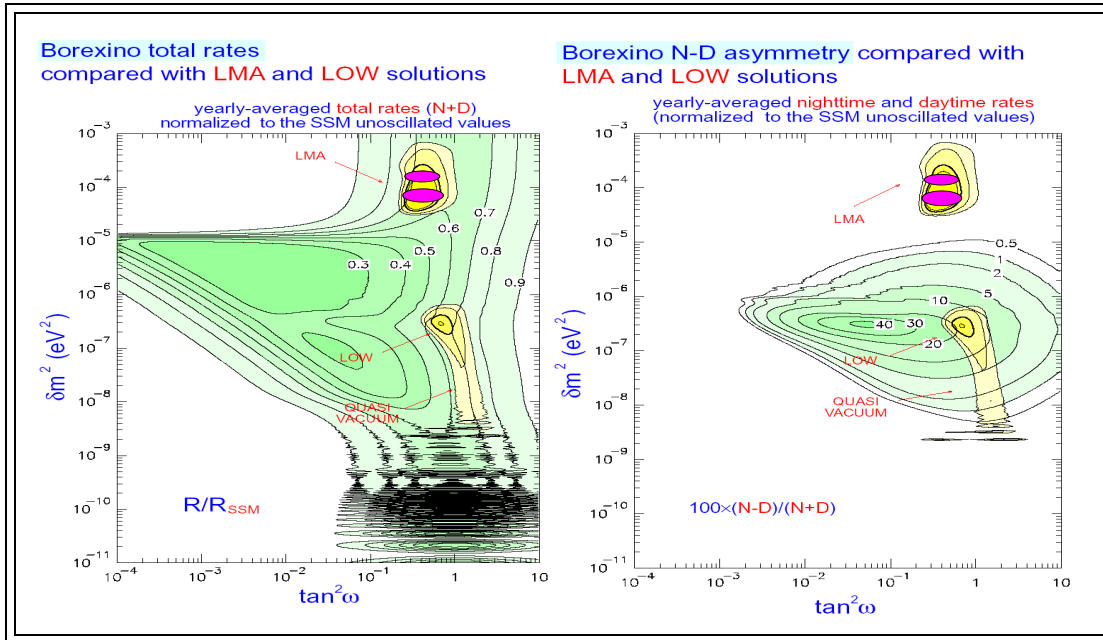 Borexino total rates
compared with LMA and LOW solutions
yearly-averaged total rates (N+D)
normalized to the SSM unoscillated values
10⁻³
10⁻⁴
10⁻⁵
10⁻⁶
10⁻⁷
10⁻⁸
10⁻⁹
10⁻¹⁰
10⁻¹¹
δm² (eV²)
LMA
0.7
0.6
0.5
0.8
0.3
0.4
0.9
LOW
QUASI
VACUUM
R/R_SSM
10⁻⁴
10⁻³
10⁻²
10⁻¹
1
10
tan²ω
Borexino N-D asymmetry compared with
LMA and LOW solutions
yearly-averaged nighttime and daytime rates
(normalized to the SSM unoscillated values)
10⁻³
10⁻⁴
10⁻⁵
10⁻⁶
10⁻⁷
10⁻⁸
10⁻⁹
10⁻¹⁰
10⁻¹¹
δm² (eV²)
LMA
0.5
1
2
5
10
40
30
20
LOW
QUASI
VACUUM
100×(N-D)/(N+D)
10⁻⁴
10⁻³
10⁻²
10⁻¹
1
10
tan²ω